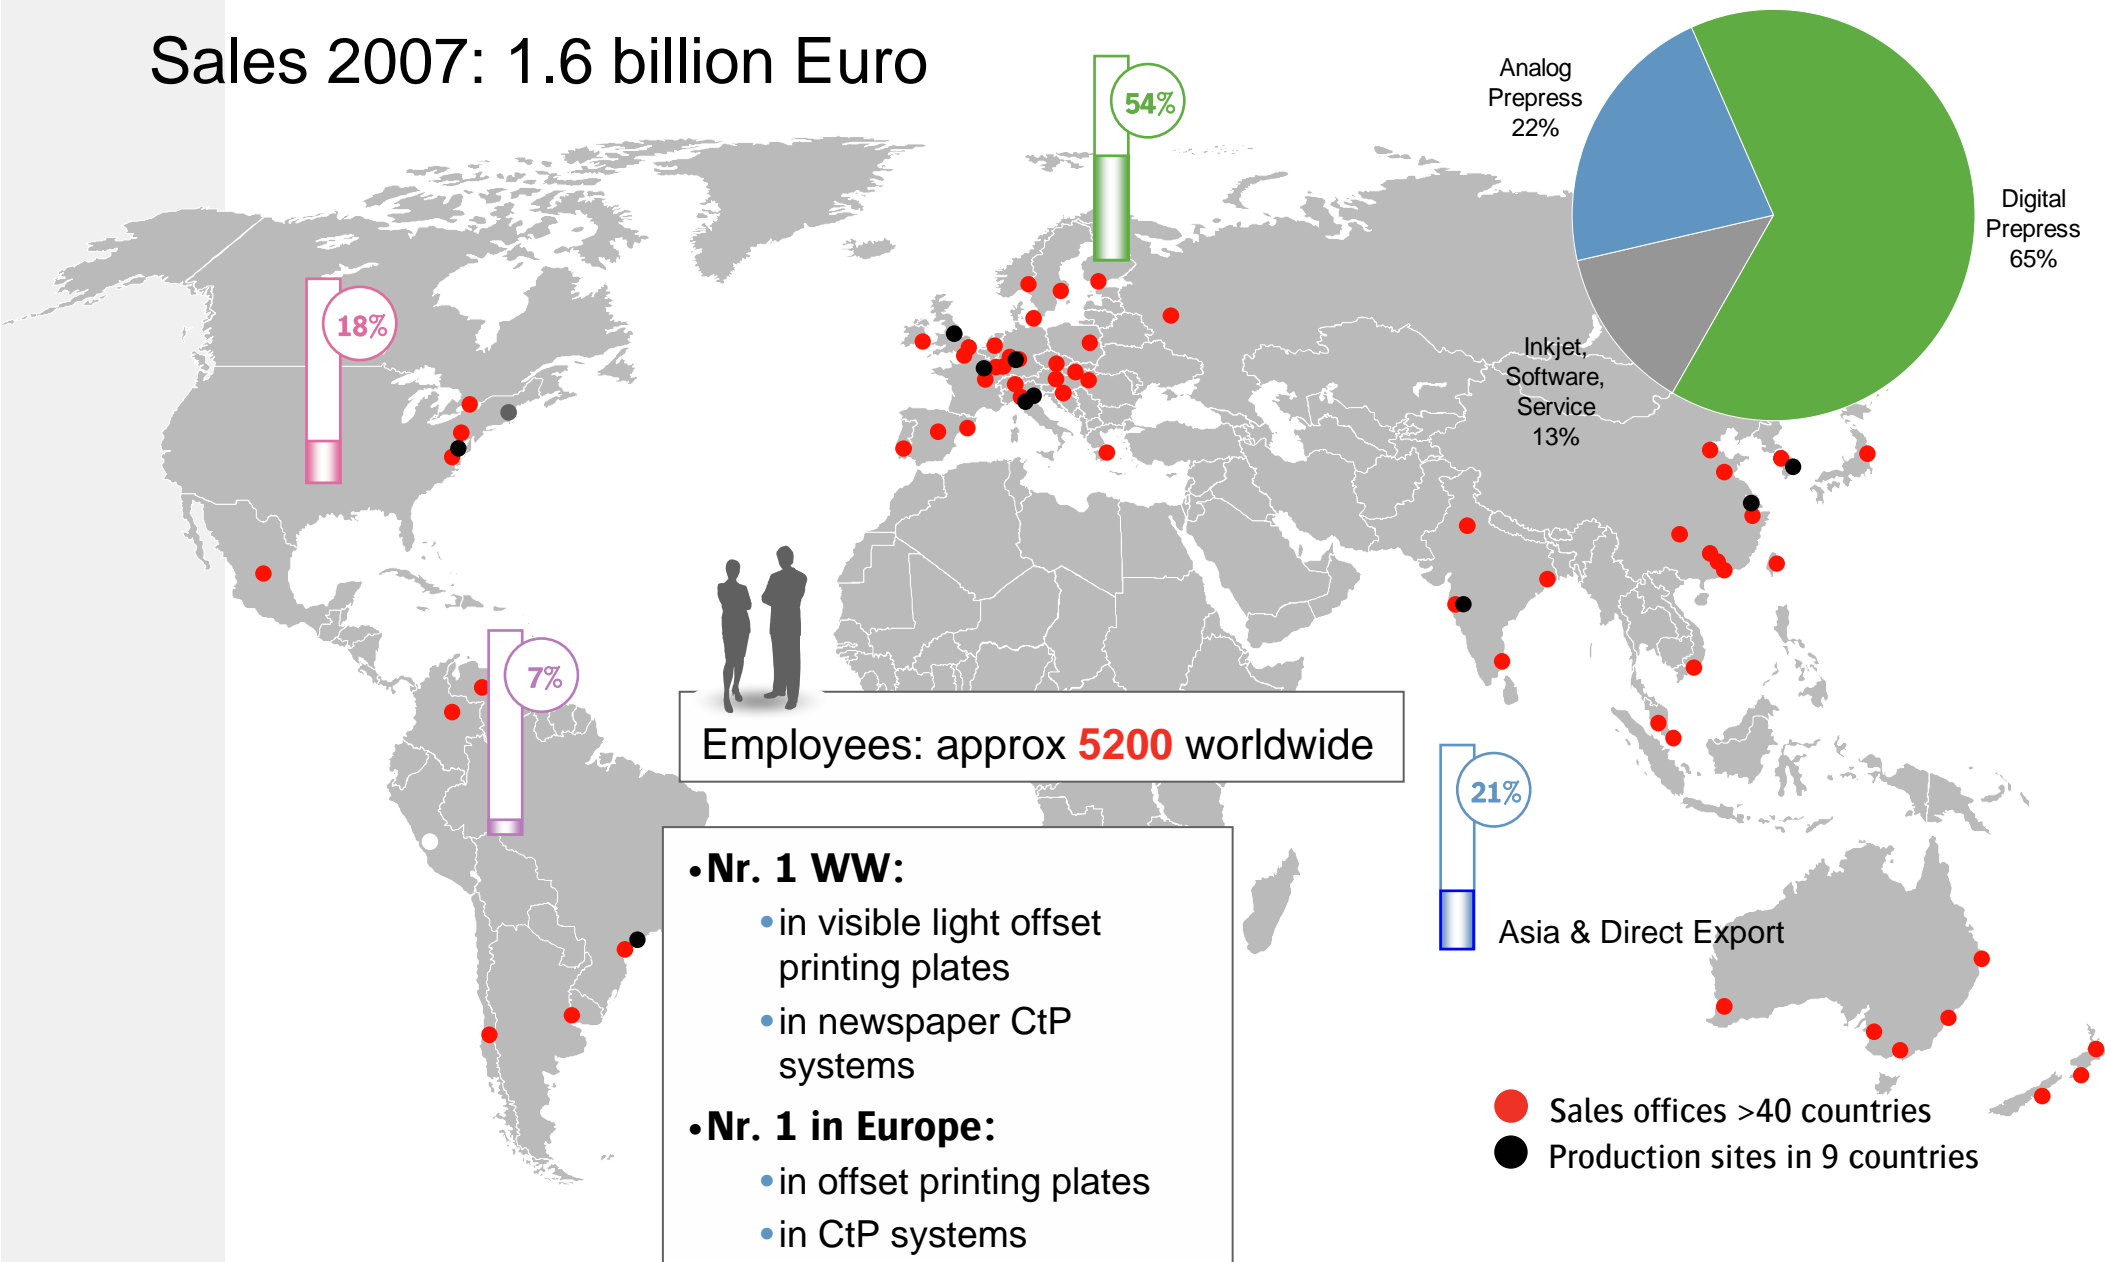 Sales 2007: 1.6 billion Euro
54%
Analog
Prepress
22%
Digital
Prepress
65%
18%
Inkjet,
Software,
Service
13%
7%
Employees: approx 5200 worldwide
21%
Asia & Direct Export
•Nr. 1 WW:
•in visible light offset
printing plates
•in newspaper CtP
systems
•Nr. 1 in Europe:
•in offset printing plates
•in CtP systems
Sales offices >40 countries
Production sites in 9 countries